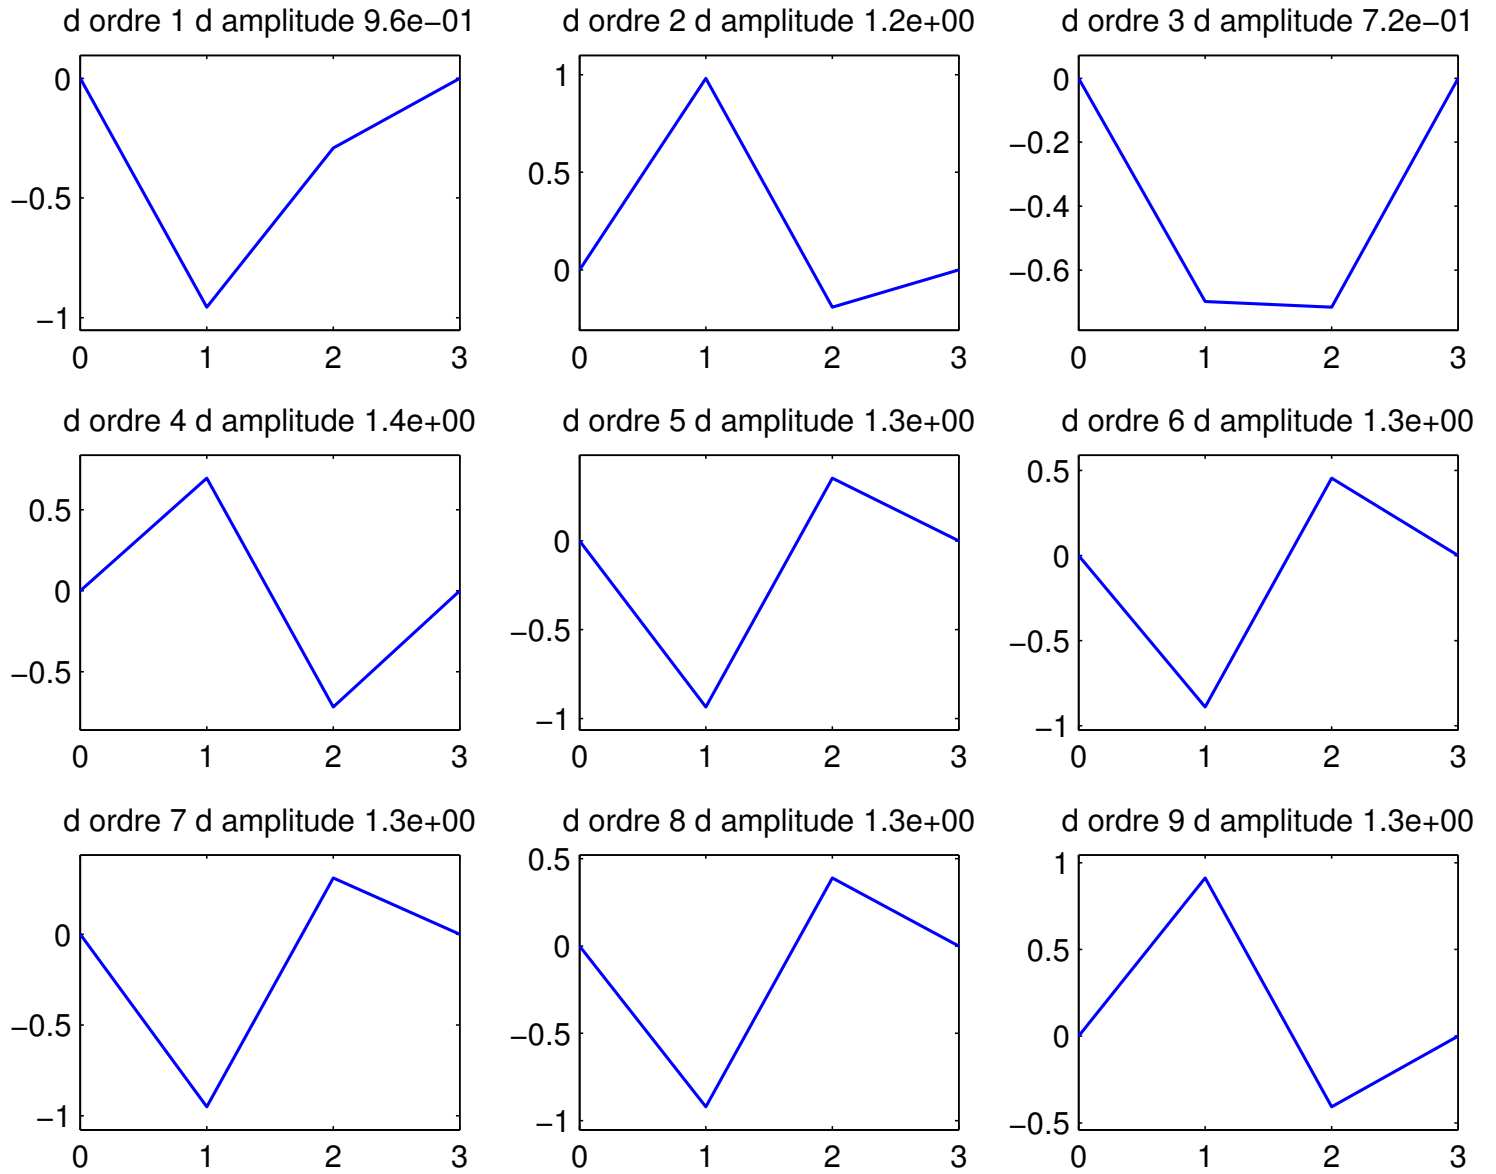 d ordre 1 d amplitude 9.6e−01
0
−0.5
−1
0 1 2 3
d ordre 2 d amplitude 1.2e+00
1
0.5
0
0 1 2 3
d ordre 3 d amplitude 7.2e−01
0
−0.2
−0.4
−0.6
0 1 2 3
d ordre 4 d amplitude 1.4e+00
0.5
0
−0.5
0 1 2 3
d ordre 5 d amplitude 1.3e+00
0
−0.5
−1
0 1 2 3
d ordre 6 d amplitude 1.3e+00
0.5
0
−0.5
−1
0 1 2 3
d ordre 7 d amplitude 1.3e+00
0
−0.5
−1
0 1 2 3
d ordre 8 d amplitude 1.3e+00
0.5
0
−0.5
−1
0 1 2 3
d ordre 9 d amplitude 1.3e+00
1
0.5
0
−0.5
0 1 2 3